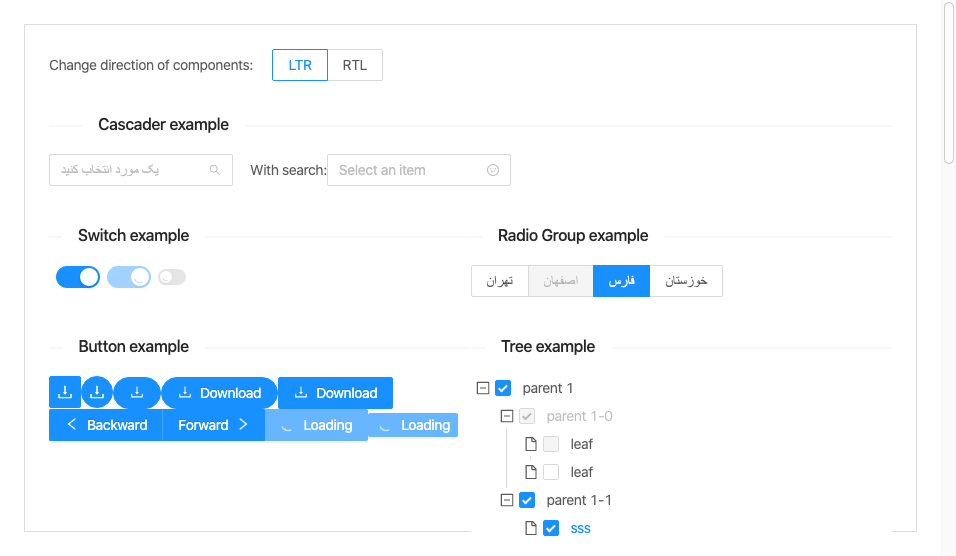 Change direction of components: LTR RTL
Cascader example
یک مورد انتخاب کنید With search: Select an item
Switch example Radio Group example
تهران اصفهان فارس خوزستان
Button example Tree example
Download Download
Backward Forward Loading Loading
parent 1
parent 1-0
leaf
leaf
parent 1-1
sss